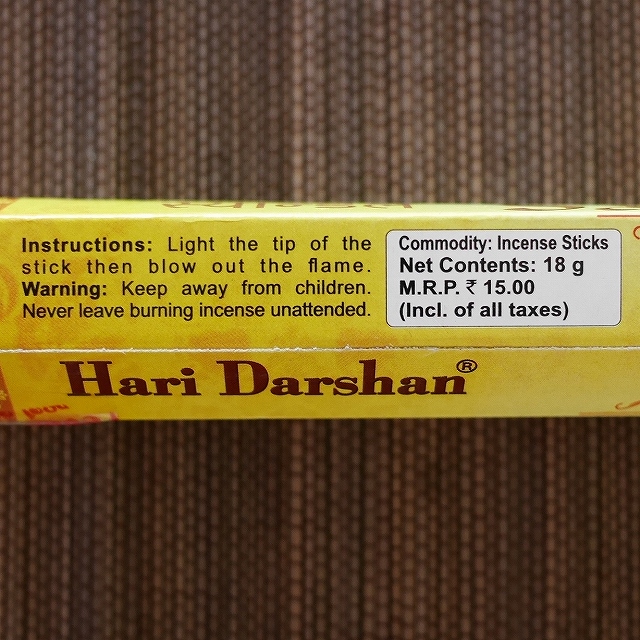 Instructions: Light the tip of the
stick then blow out the flame.
Warning: Keep away from children.
Never leave burning incense unattended.
Commodity: Incense Sticks
Net Contents: 18 g
M.R.P. ₹ 15.00
(Incl. of all taxes)
Hari Darshan®